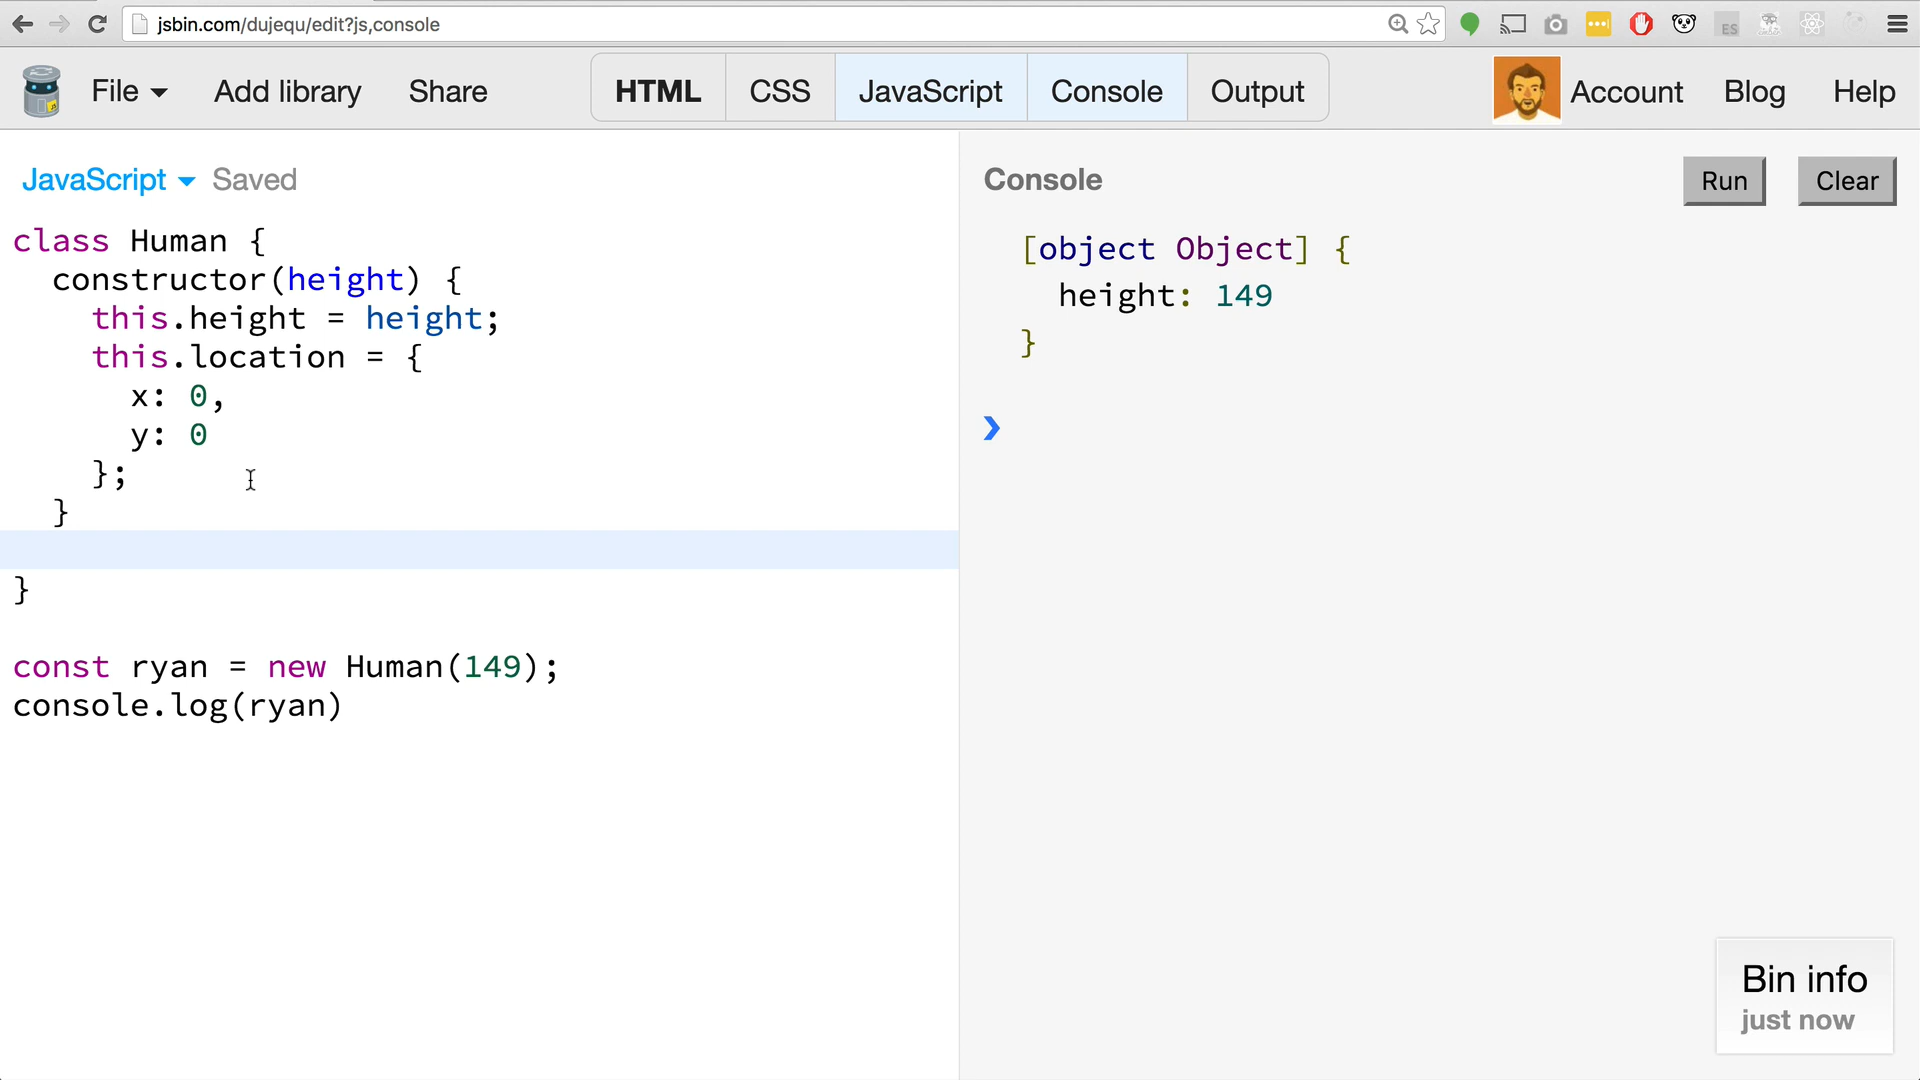 jsbin.com/dujequ/edit?js,console
ES
File Add library Share HTML CSS JavaScript Console Output Account Blog Help
JavaScript Saved
class Human {
constructor(height) {
this.height = height;
this.location = {
x: 0,
y: 0
};
}
}
const ryan = new Human(149);
console.log(ryan)
Console Run Clear
[object Object] {
height: 149
}
Bin info
just now